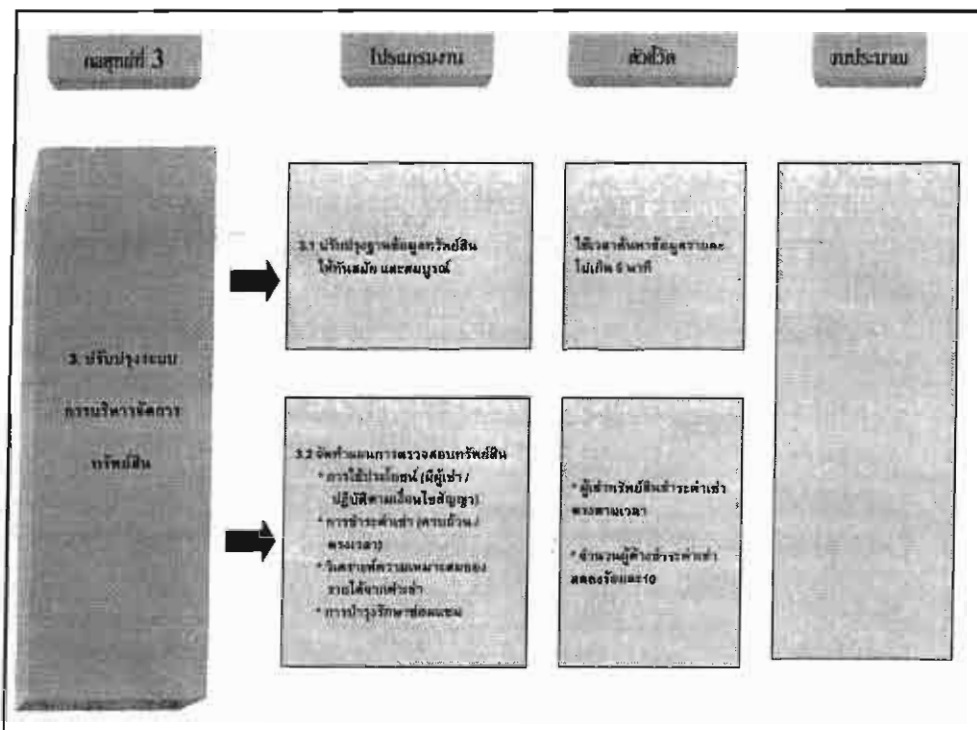 กลยุทธ์ที่ 3
โปรแกรมงาน
ตัวชี้วัด
งบประมาณ
3. ปรับปรุงระบบ
การบริหารจัดการ
ทรัพย์สิน
3.1 ปรับปรุงฐานข้อมูลทรัพย์สิน
ให้ทันสมัย และสมบูรณ์
ใช้เวลาค้นหาข้อมูลรายละ
ไม่เกิน 5 นาที
3.2 จัดทำแผนการตรวจสอบทรัพย์สิน
* การใช้ประโยชน์ (มีผู้เช่า /
ปฏิบัติตามเงื่อนไขสัญญา)
* การชำระค่าเช่า (ครบถ้วน /
ตรงเวลา)
* วิเคราะห์ความเหมาะสมของ
รายได้จากค่าเช่า
* การบำรุงรักษาซ่อมแซม
* ผู้เช่าทรัพย์สินชำระค่าเช่า
ตรงตามเวลา
* จำนวนผู้ค้างชำระค่าเช่า
ลดลงร้อยละ10